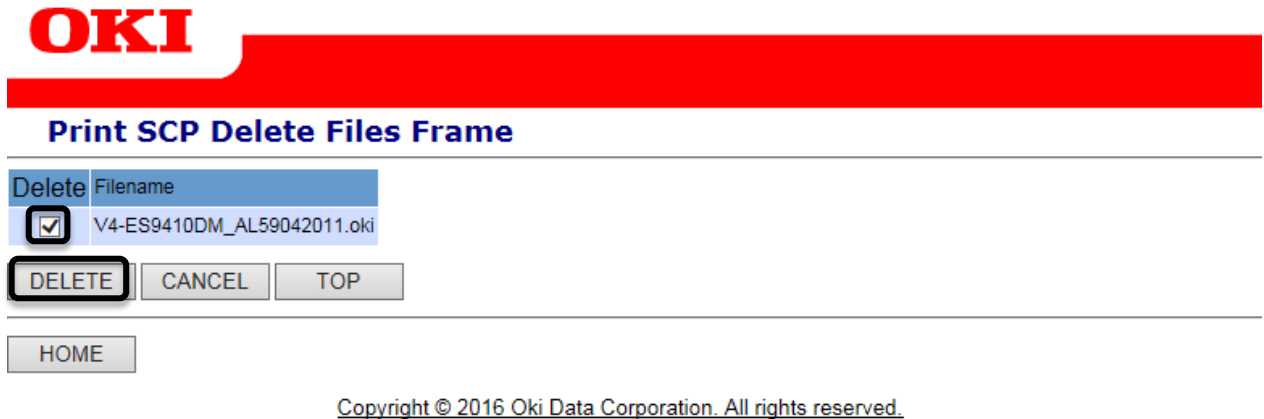 OKI
Print SCP Delete Files Frame
Delete Filename
V4-ES9410DM_AL59042011.oki
DELETE CANCEL TOP
HOME
Copyright © 2016 Oki Data Corporation. All rights reserved.